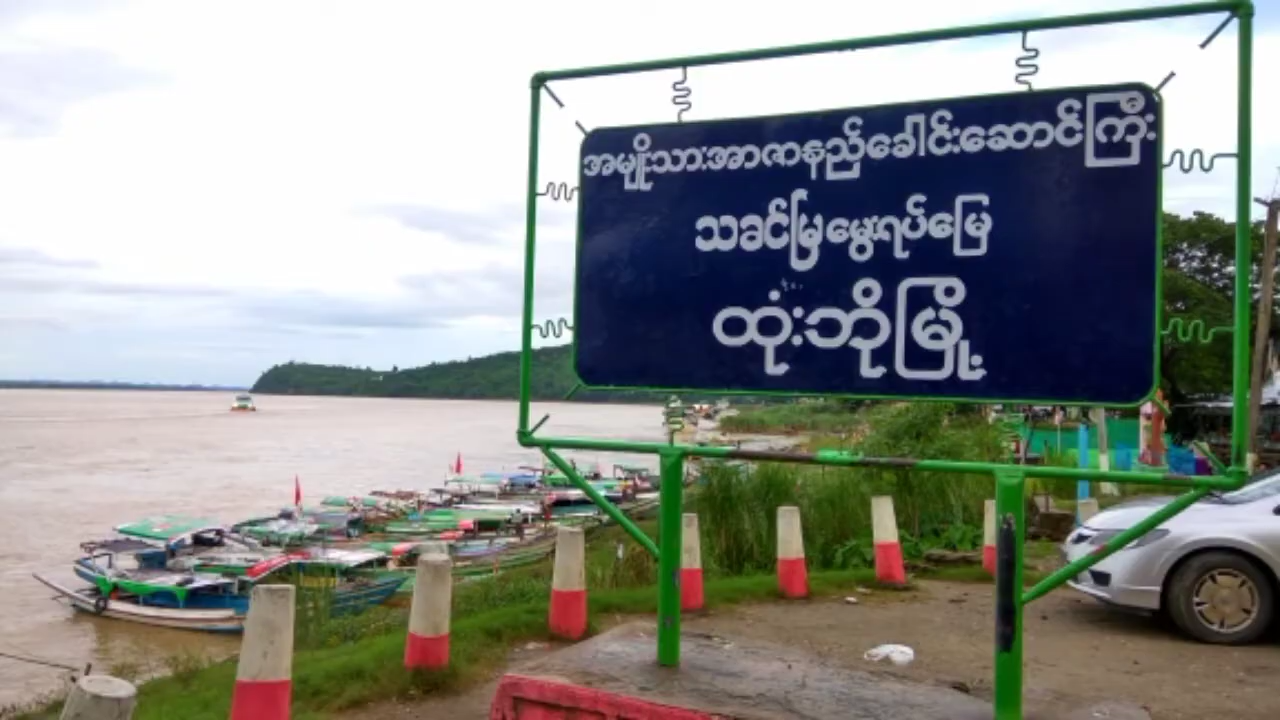 အမျိုးသားအာဇာနည်ခေါင်းဆောင်ကြီး
သခင်မြမွေးရပ်မြေ
ထုံးဘိုမြို့